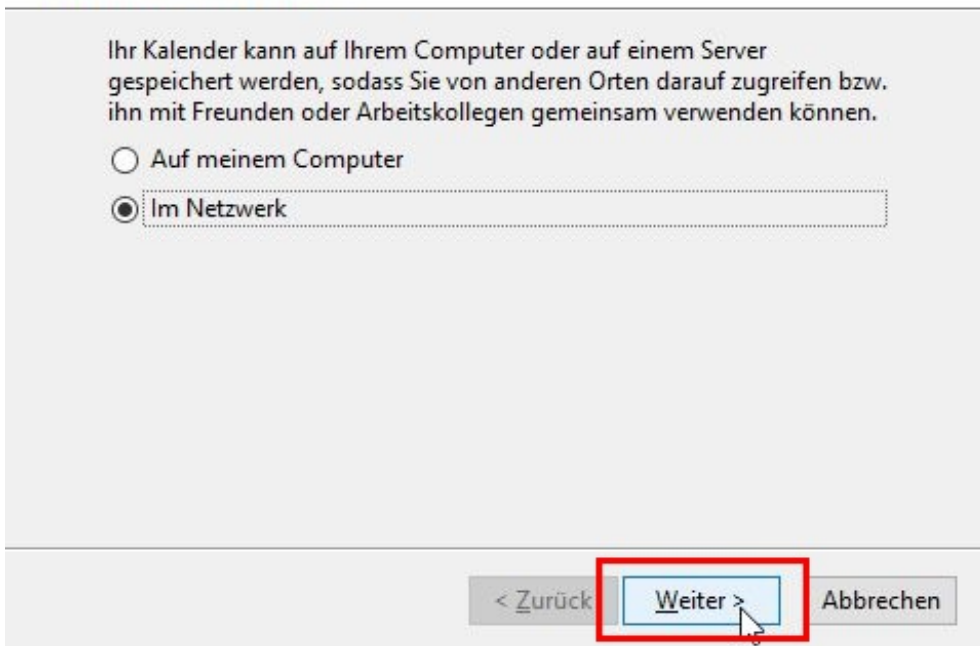 Ihr Kalender kann auf Ihrem Computer oder auf einem Server
gespeichert werden, sodass Sie von anderen Orten darauf zugreifen bzw.
ihn mit Freunden oder Arbeitskollegen gemeinsam verwenden können.
Auf meinem Computer
Im Netzwerk
< Zurück Weiter > Abbrechen